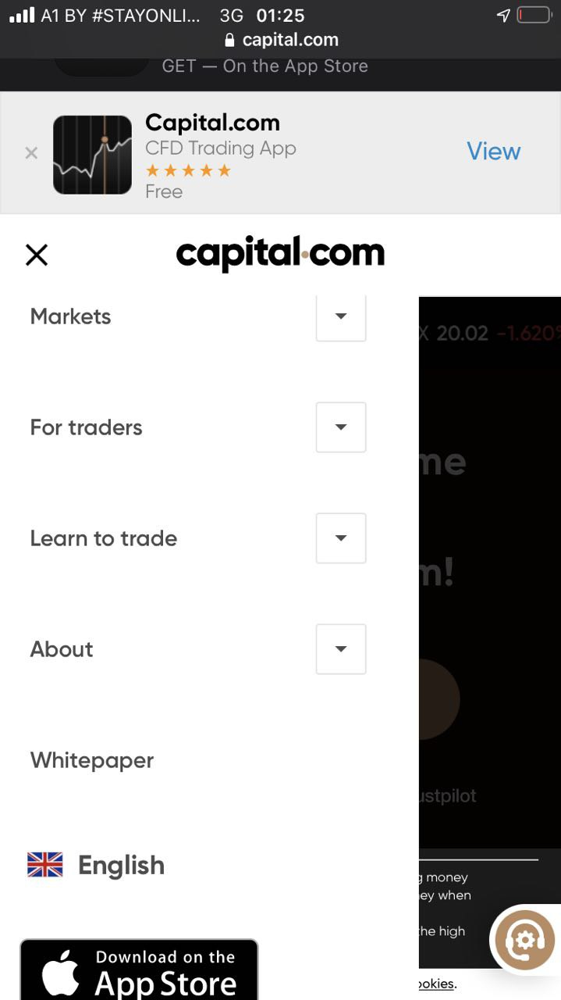 A1 BY #STAYONLI... 3G 01:25
capital.com
GET — On the App Store
Capital.com
CFD Trading App
Free
View
capital.com
Markets
X 20.02 -1.620%
For traders
me
Learn to trade
m!
About
Whitepaper
ustpilot
English
g money
ey when
the high
Download on the
App Store
ookies.